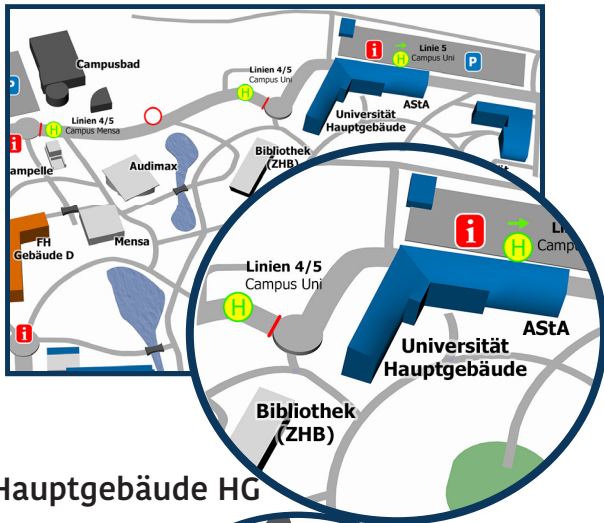 Campusbad
Linien 4/5
Campus Uni
i
Linie 5
H
Campus Uni
P
P
H
AStA
Linien 4/5
H
Campus Mensa
Universität
Hauptgebäude
i
Bibliothek
(ZHB)
Audimax
FH
Gebäude D
Mensa
i
i
H
Linien 4/5
Campus Uni
H
AStA
Universität
Hauptgebäude
Bibliothek
(ZHB)
Hauptgebäude HG